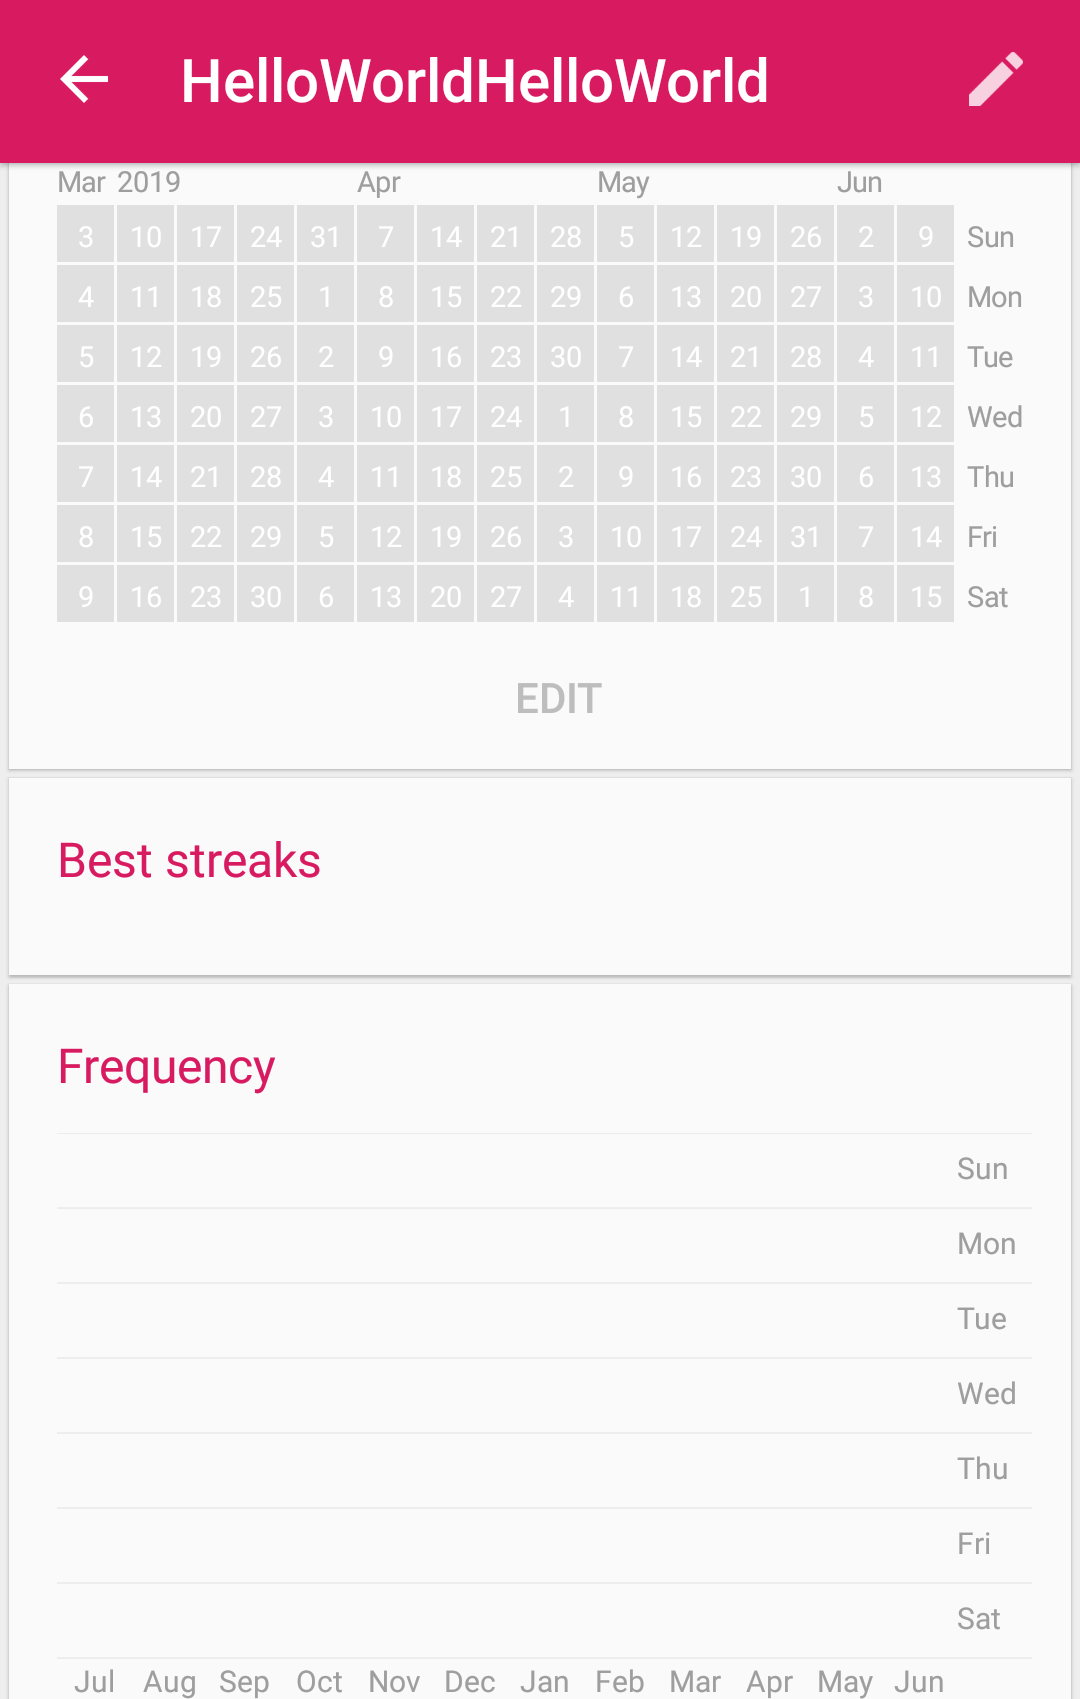 HelloWorldHelloWorld
Mar 2019 Apr May Jun
3 10 17 24 31 7 14 21 28 5 12 19 26 2 9 Sun
4 11 18 25 1 8 15 22 29 6 13 20 27 3 10 Mon
5 12 19 26 2 9 16 23 30 7 14 21 28 4 11 Tue
6 13 20 27 3 10 17 24 1 8 15 22 29 5 12 Wed
7 14 21 28 4 11 18 25 2 9 16 23 30 6 13 Thu
8 15 22 29 5 12 19 26 3 10 17 24 31 7 14 Fri
9 16 23 30 6 13 20 27 4 11 18 25 1 8 15 Sat
EDIT
Best streaks
Frequency
Sun
Mon
Tue
Wed
Thu
Fri
Sat
Jul Aug Sep Oct Nov Dec Jan Feb Mar Apr May Jun